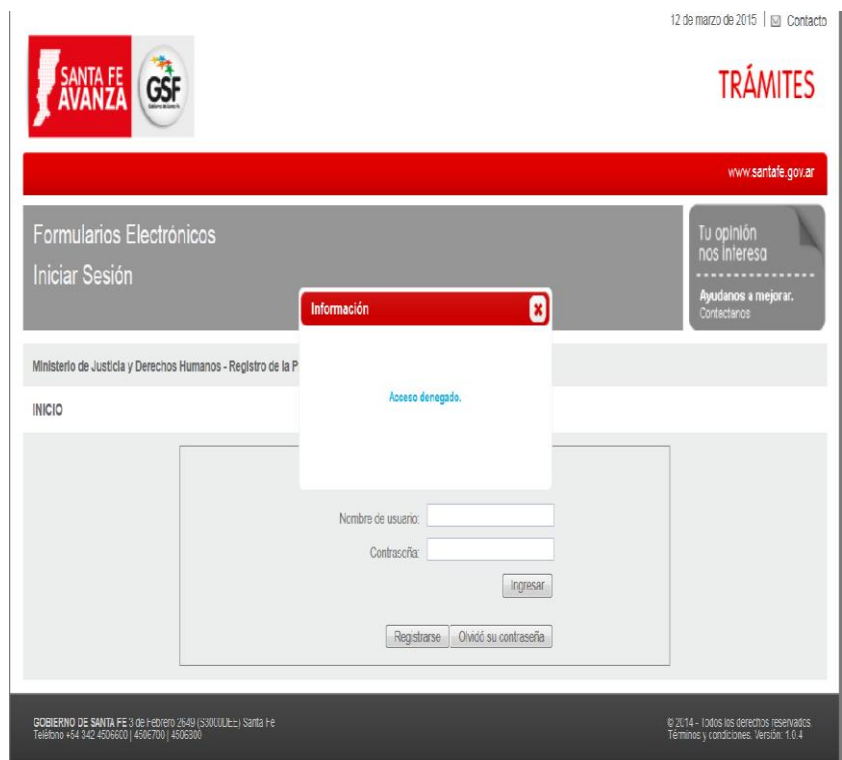 12 de marzo de 2015 | Contacto
SANTA FE
AVANZA
GSF
TRÁMITES
www.santafe.gov.ar
Formularios Electrónicos
Iniciar Sesión
Tu opinión
nos interesa
Ayudanos a mejorar.
Contactanos
Información
Ministerio de Justicia y Derechos Humanos - Registro de la P
Acceso denegado.
INICIO
Nombre de usuario:
Contraseña:
Ingresar
Registrarse
Olvidó su contraseña
GOBIERNO DE SANTA FE 3 de Febrero 2649 (S3000DEE) Santa Fe
Teléfono +54 342 4506600 | 4506700 | 4506800
© 2014 - Todos los derechos reservados.
Términos y condiciones. Versión: 1.0.4